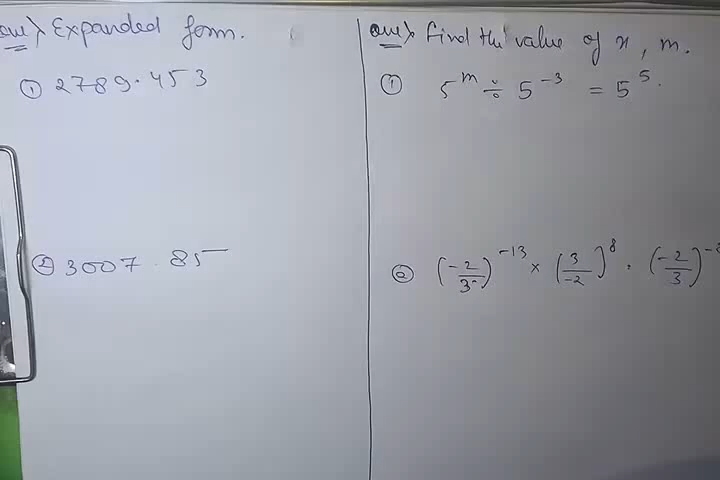 Que) Expanded form.
① 2789.453
② 3007.85
Que) Find the value of x, m.
① 5^m ÷ 5^-3 = 5^5.
② (-2/3)^-13 × (3/-2)^8 = (-2/3)^-